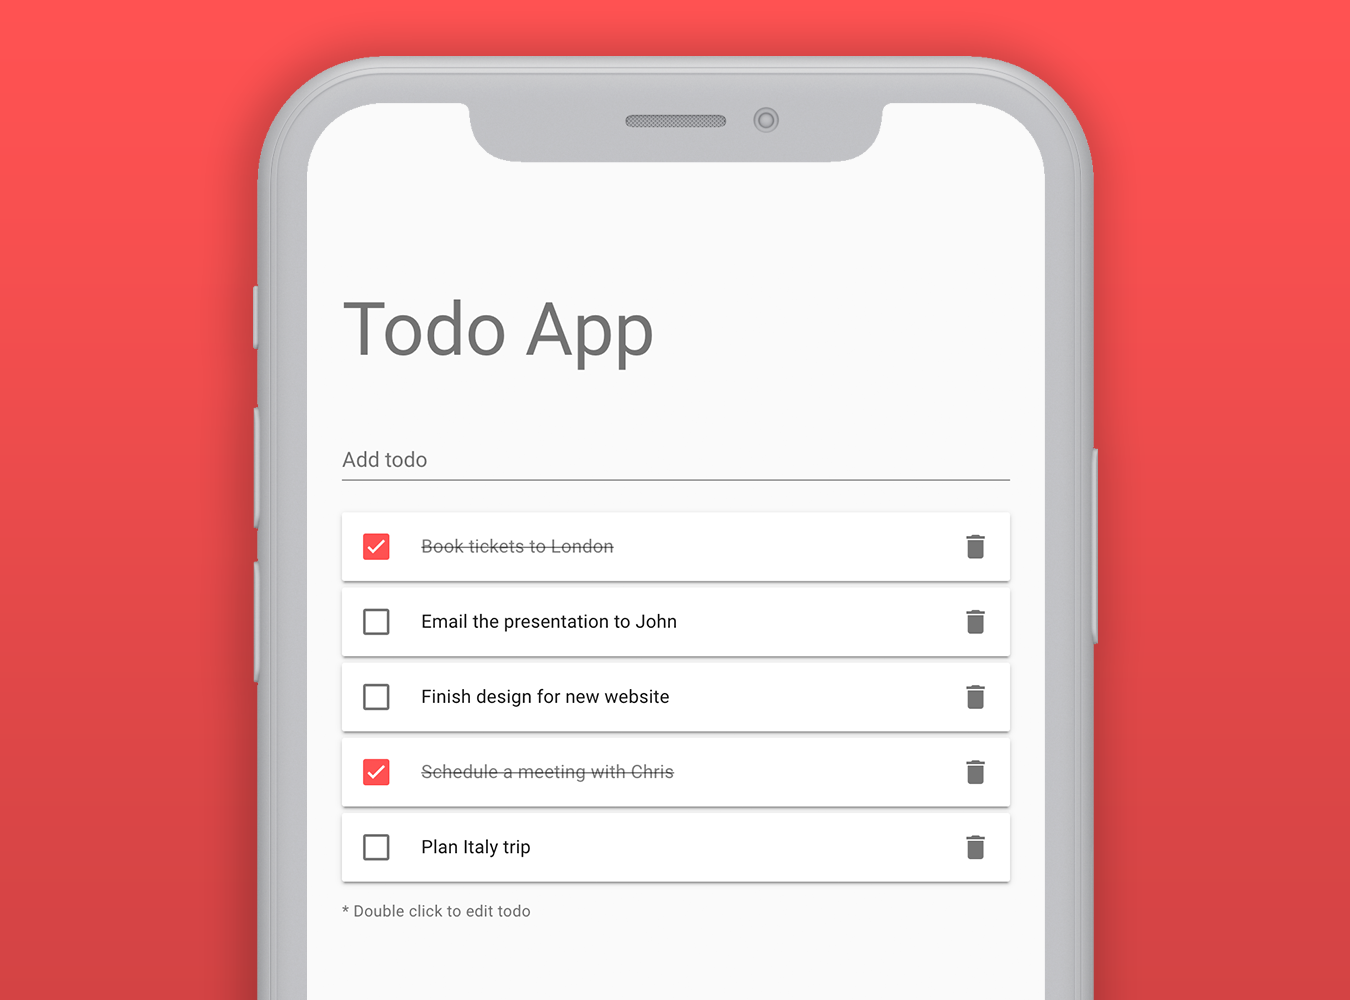 Todo App
Add todo
Book tickets to London
Email the presentation to John
Finish design for new website
Schedule a meeting with Chris
Plan Italy trip
* Double click to edit todo